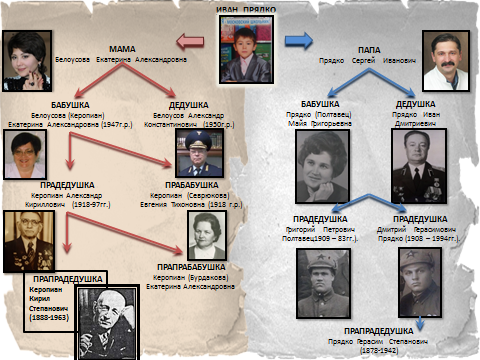 ИВАН ПРЯДКО
МАМА
Белоусова Екатерина Александровна
ПАПА
Прядко Сергей Иванович
БАБУШКА
Белоусова (Керопиан)
Екатерина Александровна (1947г.р.)
ДЕДУШКА
Белоусов Александр
Константинович (1950г.р.)
БАБУШКА
Прядко (Полтавец)
Майя Григорьевна
ДЕДУШКА
Прядко Иван
Дмитриевич
ПРАДЕДУШКА
Керопиан Александр
Кириллович (1918-97гг.)
ПРАБАБУШКА
Керопиан (Севрюкова)
Евгения Тихоновна (1918 г.р.)
ПРАДЕДУШКА
Григорий Петрович
Полтавец1909 – 83гг.).
ПРАДЕДУШКА
Дмитрий Герасимович
Прядко (1908 – 1994гг.).
ПРАПРАДЕДУШКА
Керопиан
Кирил
Степанович
(1888-1963)
ПРАПРАБАБУШКА
Керопиан (Бурдакова)
Екатерина Александровна
ПРАПРАДЕДУШКА
Прядко Герасим Степанович
(1878-1942)